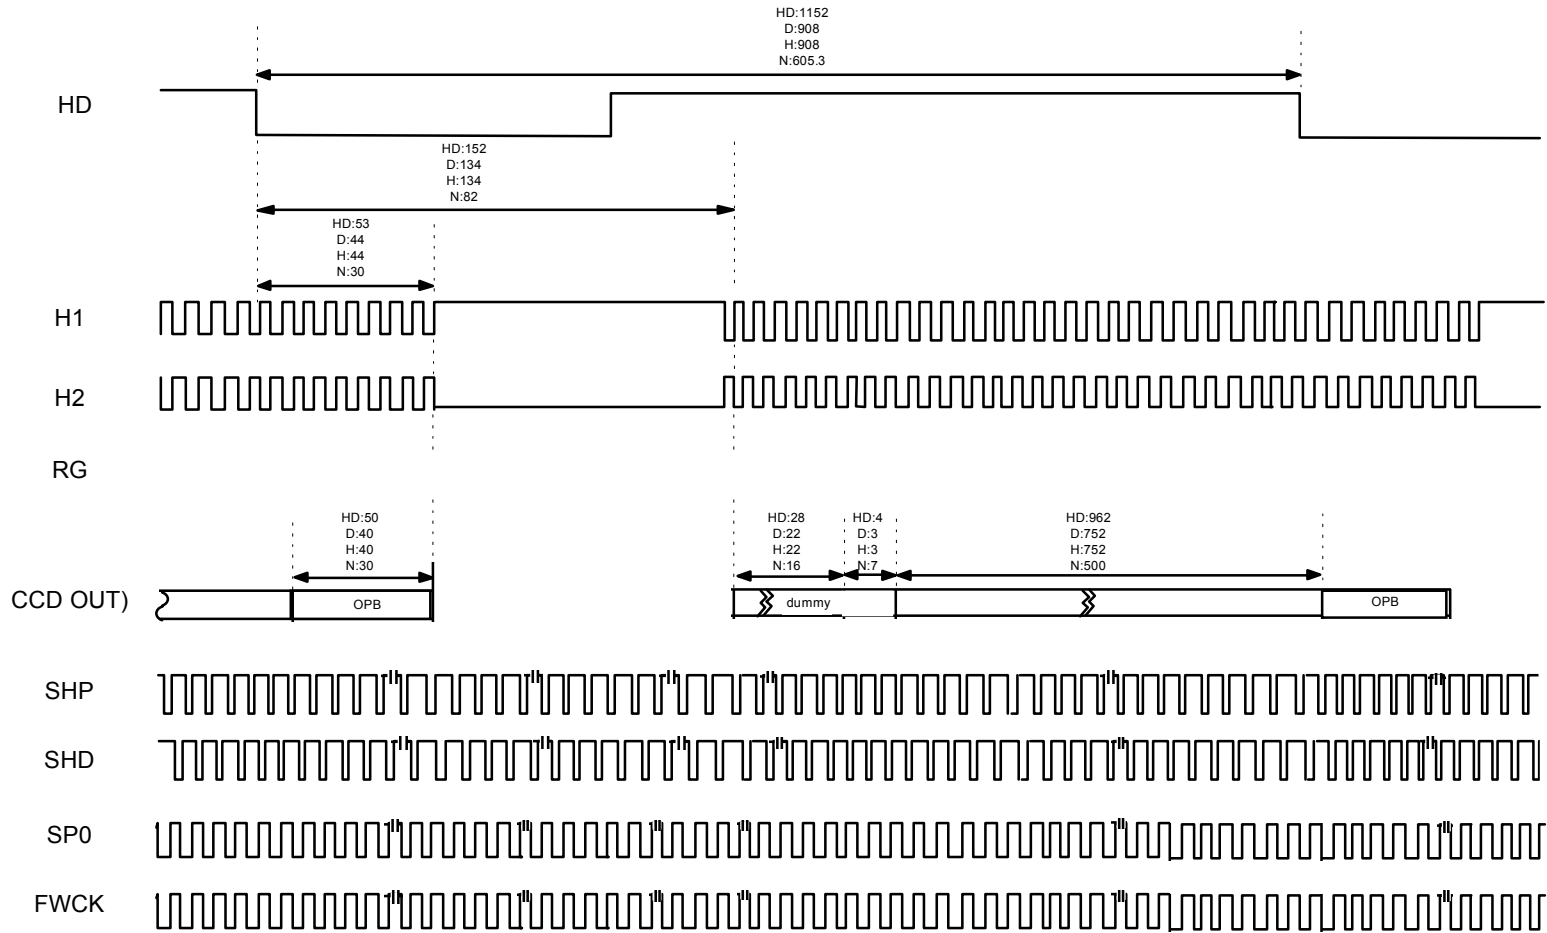 HD:1152
D:908
H:908
N:605.3
HD
HD:152
D:134
H:134
N:82
HD:53
D:44
H:44
N:30
H1
H2
RG
HD:50
D:40
H:40
N:30
HD:28
D:22
H:22
N:16
HD:4
D:3
H:3
N:7
HD:962
D:752
H:752
N:500
CCD OUT)
OPB
dummy
OPB
SHP
SHD
SP0
FWCK